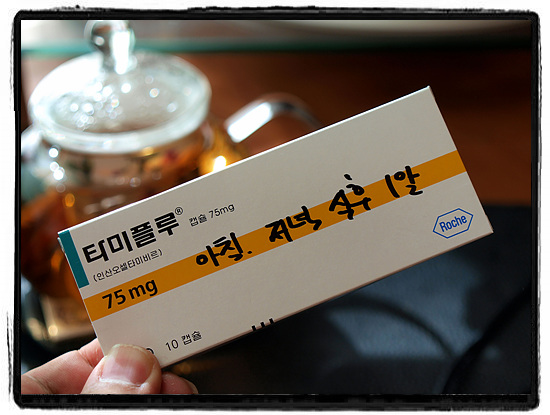 타미플루® 캡슐 75mg
(인산오셀타미비르)
75 mg
아침. 저녁 식후 1알
Roche
10 캡슐